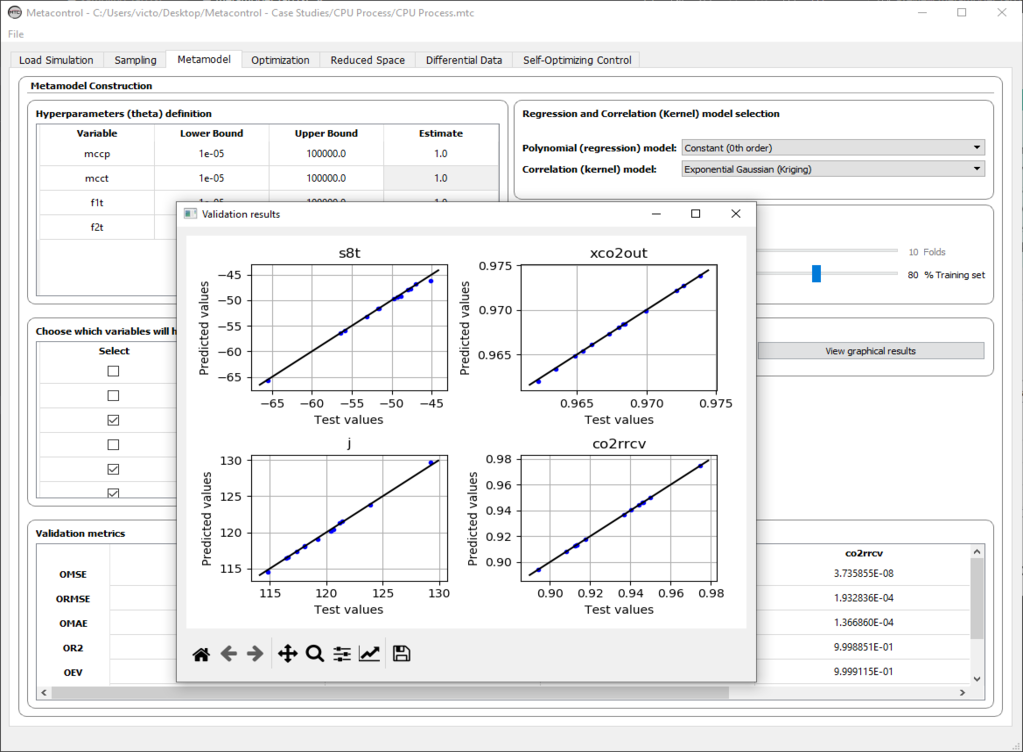 Metacontrol - C:/Users/victo/Desktop/Metacontrol - Case Studies/CPU Process/CPU Process.mtc
File
Load Simulation Sampling Metamodel Optimization Reduced Space Differential Data Self-Optimizing Control
Metamodel Construction
Hyperparameters (theta) definition
Variable Lower Bound Upper Bound Estimate
mccp 1e-05 100000.0 1.0
mcct 1e-05 100000.0 1.0
f1t 1e-05 100000.0 1.0
f2t
Regression and Correlation (Kernel) model selection
Polynomial (regression) model: Constant (0th order)
Correlation (kernel) model: Exponential Gaussian (Kriging)
10 Folds
80 % Training set
Choose which variables will h
Select
View graphical results
Validation metrics
OMSE
ORMSE
OMAE
OR2
OEV
co2rrcv
3.735855E-08
1.932836E-04
1.366860E-04
9.998851E-01
9.999115E-01
Validation results
s8t
Predicted values
−45
−50
−55
−60
−65
−65 −60 −55 −50 −45
Test values
xco2out
Predicted values
0.975
0.970
0.965
0.965 0.970 0.975
Test values
j
Predicted values
130
125
120
115
115 120 125 130
Test values
co2rrcv
Predicted values
0.98
0.96
0.94
0.92
0.90
0.90 0.92 0.94 0.96 0.98
Test values